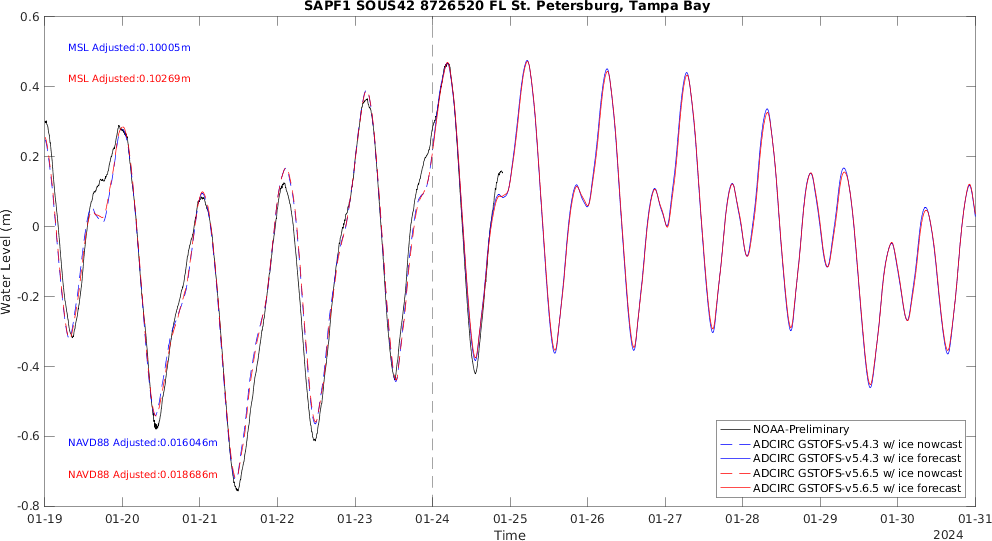 SAPF1 SOUS42 8726520 FL St. Petersburg, Tampa Bay
0.6
MSL Adjusted:0.10005m
MSL Adjusted:0.10269m
0.4
0.2
0
-0.2
-0.4
-0.6
-0.8
Water Level (m)
NAVD88 Adjusted:0.016046m
NAVD88 Adjusted:0.018686m
NOAA-Preliminary
ADCIRC GSTOFS-v5.4.3 w/ ice nowcast
ADCIRC GSTOFS-v5.4.3 w/ ice forecast
ADCIRC GSTOFS-v5.6.5 w/ ice nowcast
ADCIRC GSTOFS-v5.6.5 w/ ice forecast
01-19 01-20 01-21 01-22 01-23 01-24 01-25 01-26 01-27 01-28 01-29 01-30 01-31
Time
2024